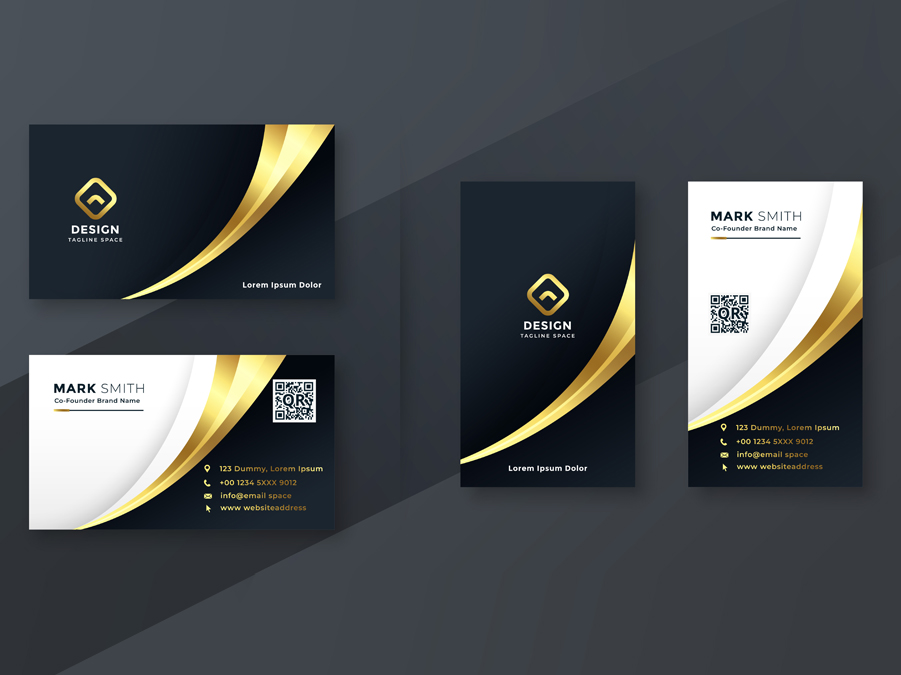 DESIGN
TAGLINE SPACE
Lorem Ipsum Dolor
MARK SMITH
Co-Founder Brand Name
QR
123 Dummy, Lorem Ipsum
+00 1234 5XXX 9012
info@email space
www websiteaddress
DESIGN
TAGLINE SPACE
Lorem Ipsum Dolor
MARK SMITH
Co-Founder Brand Name
QR
123 Dummy, Lorem Ipsum
+00 1234 5XXX 9012
info@email space
www websiteaddress